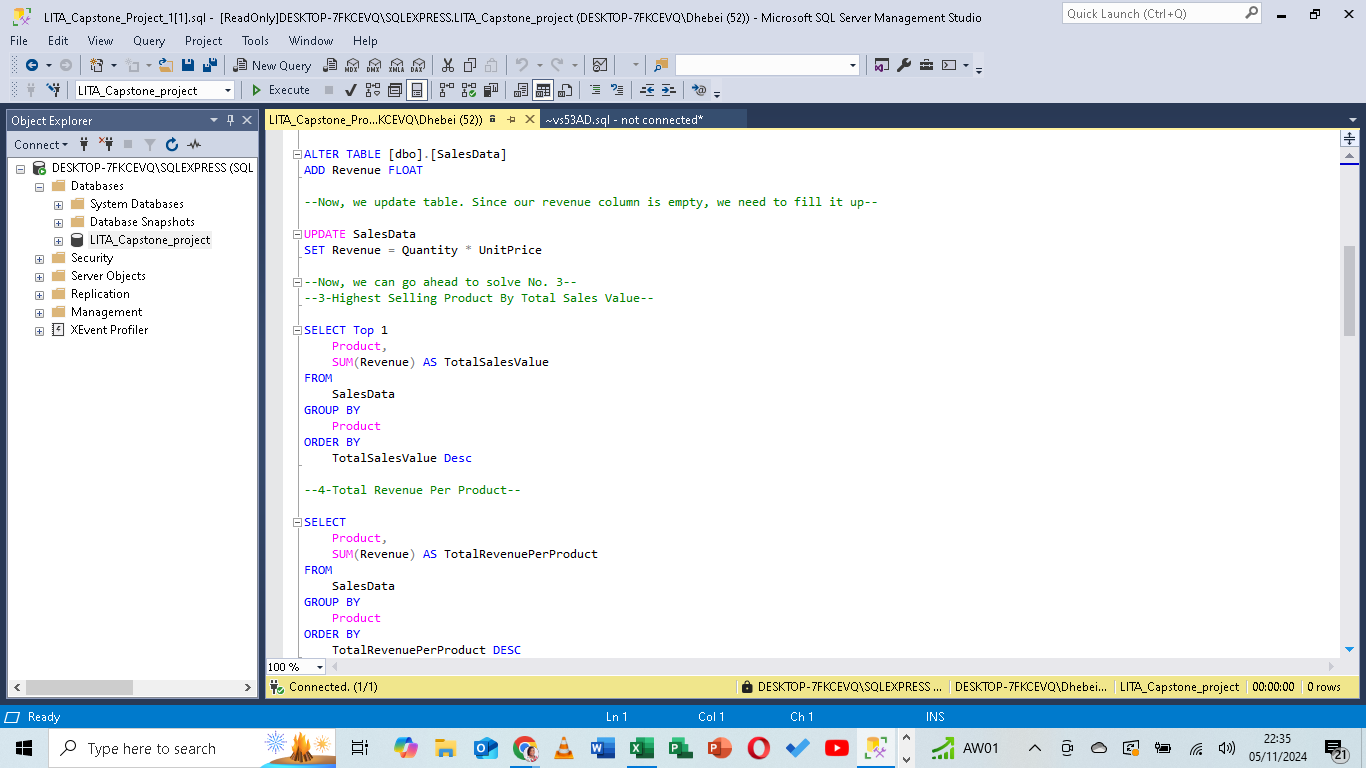 LITA_Capstone_Project_1[1].sql - [ReadOnly]DESKTOP-7FKCEVQ\SQLEXPRESS.LITA_Capstone_project (DESKTOP-7FKCEVQ\Dhebei (52)) - Microsoft SQL Server Management Studio
Quick Launch (Ctrl+Q)
File Edit View Query Project Tools Window Help
New Query MDX DMX XMLA DAX
LITA_Capstone_project Execute
Object Explorer
LITA_Capstone_Pro...KCEVQ\Dhebei (52))
~vs53AD.sql - not connected*
Connect
DESKTOP-7FKCEVQ\SQLEXPRESS (SQL
Databases
System Databases
Database Snapshots
LITA_Capstone_project
Security
Server Objects
Replication
Management
XEvent Profiler
ALTER TABLE [dbo].[SalesData]
ADD Revenue FLOAT
--Now, we update table. Since our revenue column is empty, we need to fill it up--
UPDATE SalesData
SET Revenue = Quantity * UnitPrice
--Now, we can go ahead to solve No. 3--
--3-Highest Selling Product By Total Sales Value--
SELECT Top 1
Product,
SUM(Revenue) AS TotalSalesValue
FROM
SalesData
GROUP BY
Product
ORDER BY
TotalSalesValue Desc
--4-Total Revenue Per Product--
SELECT
Product,
SUM(Revenue) AS TotalRevenuePerProduct
FROM
SalesData
GROUP BY
Product
ORDER BY
TotalRevenuePerProduct DESC
100 %
Connected. (1/1)
DESKTOP-7FKCEVQ\SQLEXPRESS ...
DESKTOP-7FKCEVQ\Dhebei...
LITA_Capstone_project
00:00:00
0 rows
Ready
Ln 1
Col 1
Ch 1
INS
Type here to search
AW01
22:35
05/11/2024
21